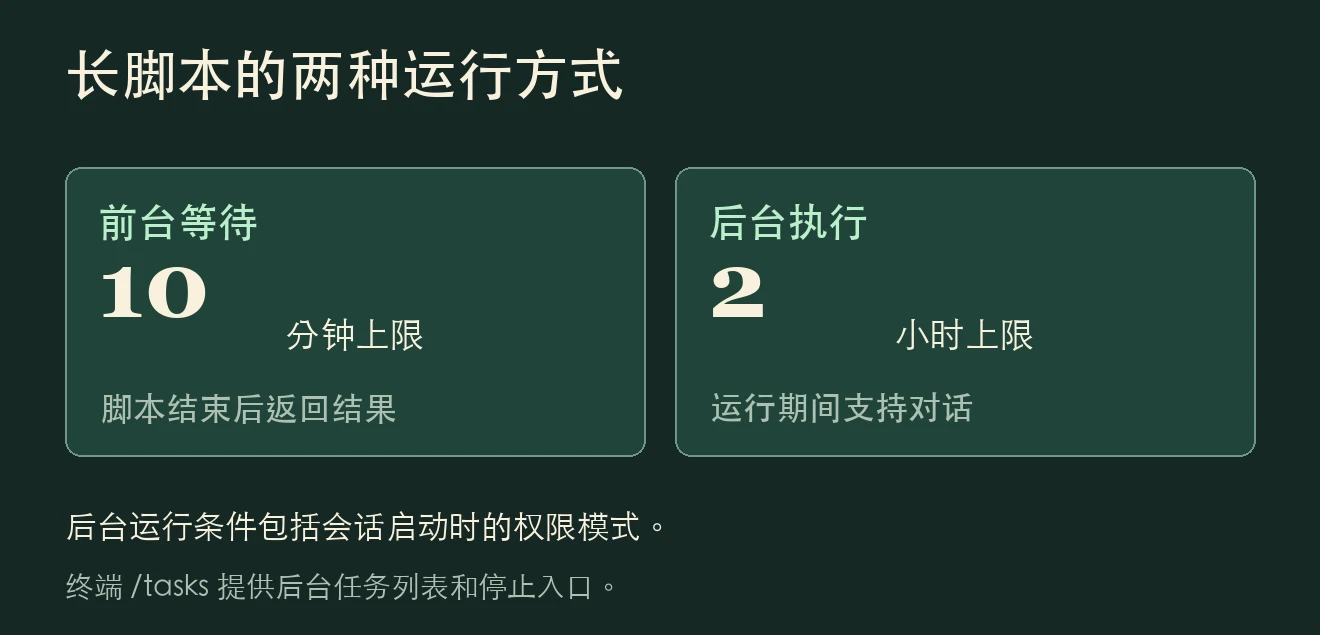 长脚本的两种运行方式
前台等待
10
分钟上限
脚本结束后返回结果
后台执行
2
小时上限
运行期间支持对话
后台运行条件包括会话启动时的权限模式。
终端 /tasks 提供后台任务列表和停止入口。